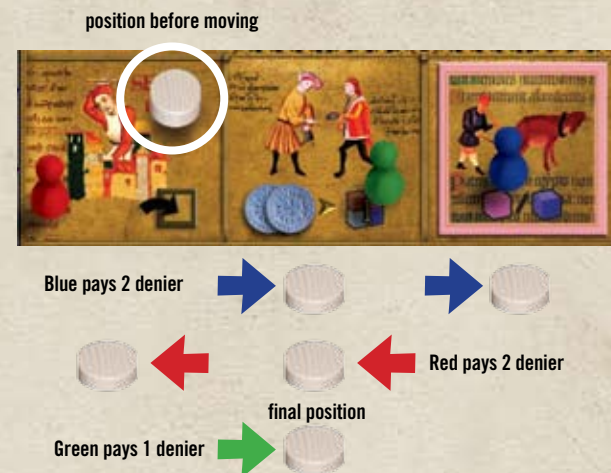 position before moving
Blue pays 2 denier
Red pays 2 denier
final position
Green pays 1 denier